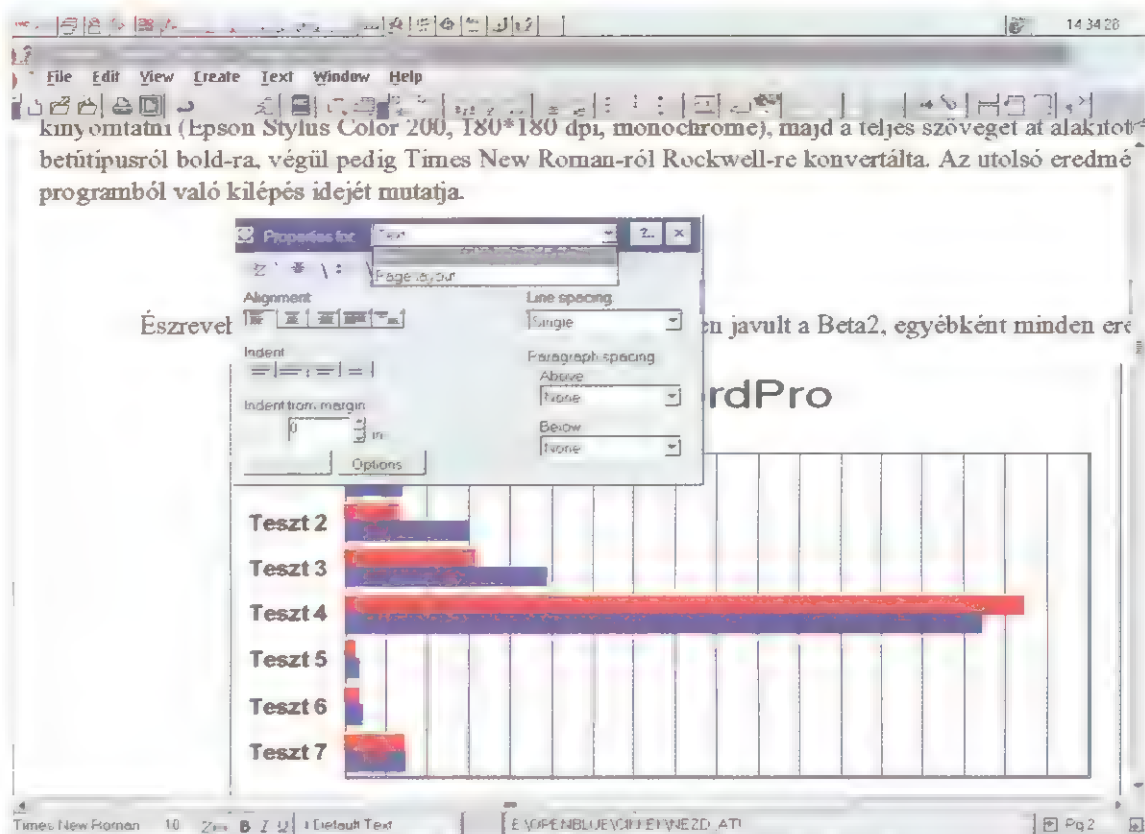 14 34 28
File Edit View Create Text Window Help
kinyomtatni (Epson Stylus Color 200, 180*180 dpi, monochrome), majd a teljes szöveget át alakítot
betűtípusról bold-ra, végül pedig Times New Roman-ról Rockwell-re konvertálta. Az utolsó eredmé
programból való kilépés idejét mutatja.
Properties for: Text
Page layout
Alignment
Line spacing
Single
Észrevel
en javult a Beta2, egyébként minden ere
Indent
Paragraph spacing
Above
None
Indent from margin
0 in
Below
None
Options
rdPro
Teszt 2
Teszt 3
Teszt 4
Teszt 5
Teszt 6
Teszt 7
Times New Roman 10 B I U Default Text
Pg 2